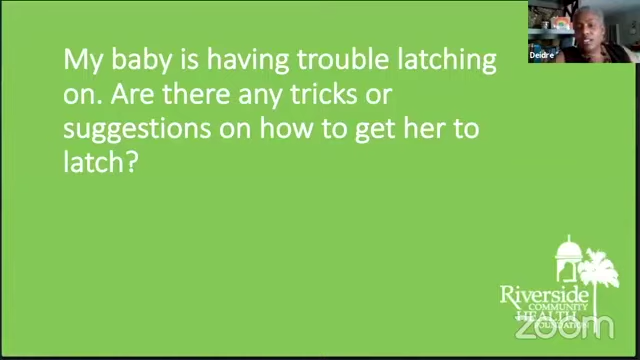 Deidre
My baby is having trouble latching
on. Are there any tricks or
suggestions on how to get her to
latch?
Riverside
COMMUNITY
HEALTH
FOUNDATION
zoom